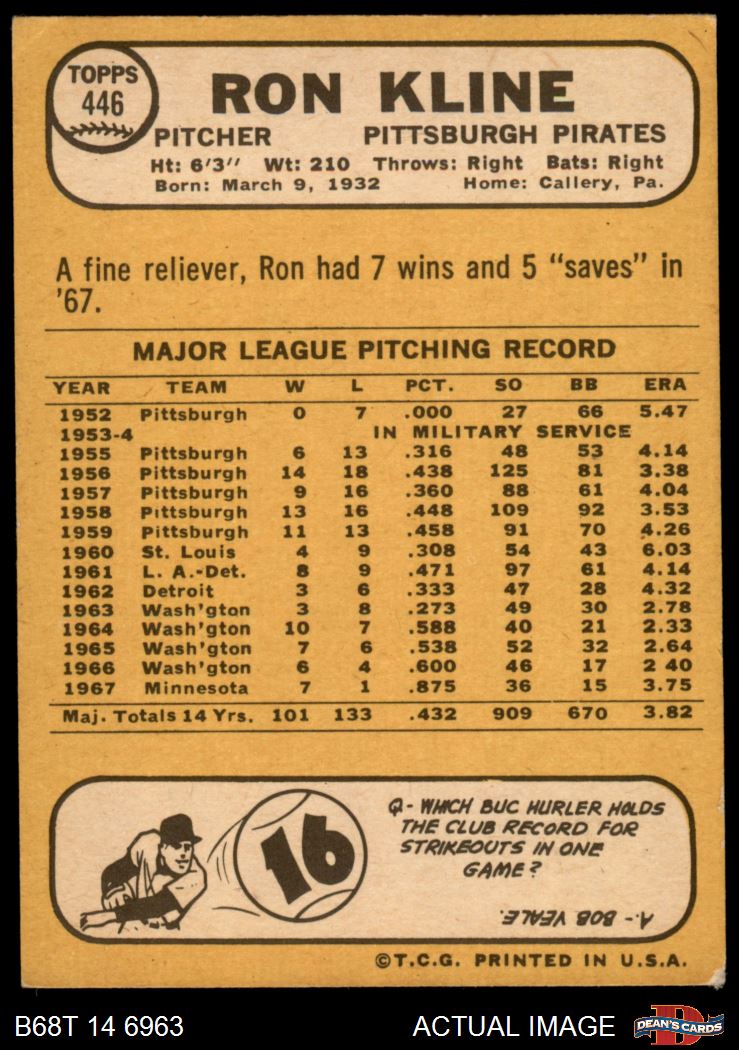 TOPPS
446
RON KLINE
PITCHER PITTSBURGH PIRATES
Ht: 6'3" Wt: 210 Throws: Right Bats: Right
Born: March 9, 1932 Home: Callery, Pa.
A fine reliever, Ron had 7 wins and 5 "saves" in
'67.
MAJOR LEAGUE PITCHING RECORD
YEAR TEAM W L PCT. SO BB ERA
1952 Pittsburgh 0 7 .000 27 66 5.47
1953-4 IN MILITARY SERVICE
1955 Pittsburgh 6 13 .316 48 53 4.14
1956 Pittsburgh 14 18 .438 125 81 3.38
1957 Pittsburgh 9 16 .360 88 61 4.04
1958 Pittsburgh 13 16 .448 109 92 3.53
1959 Pittsburgh 11 13 .458 91 70 4.26
1960 St. Louis 4 9 .308 54 43 6.03
1961 L. A.-Det. 8 9 .471 97 61 4.14
1962 Detroit 3 6 .333 47 28 4.32
1963 Wash'gton 3 8 .273 49 30 2.78
1964 Wash'gton 10 7 .588 40 21 2.33
1965 Wash'gton 7 6 .538 52 32 2.64
1966 Wash'gton 6 4 .600 46 17 2 40
1967 Minnesota 7 1 .875 36 15 3.75
Maj. Totals 14 Yrs. 101 133 .432 909 670 3.82
16
Q- WHICH BUC HURLER HOLDS
THE CLUB RECORD FOR
STRIKEOUTS IN ONE
GAME?
A- BOB VEALE.
©T.C.G. PRINTED IN U.S.A.
B68T 14 6963 ACTUAL IMAGE
DEAN'S CARDS